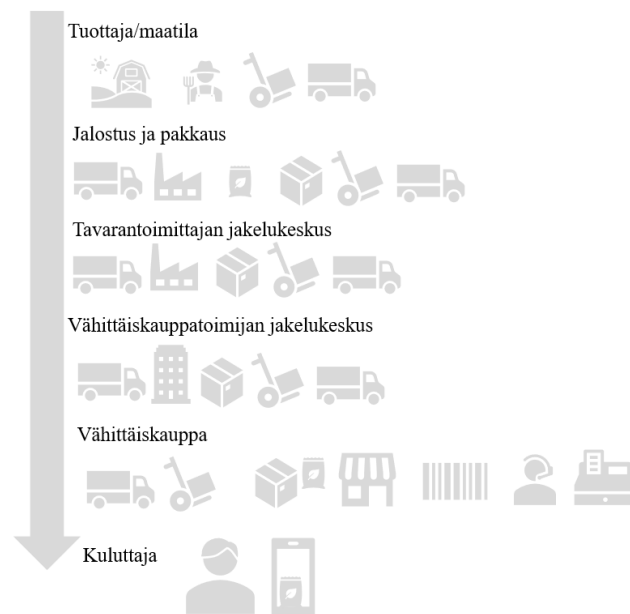 Tuottaja/maatila
Jalostus ja pakkaus
Tavarantoimittajan jakelukeskus
Vähittäiskauppatoimijan jakelukeskus
Vähittäiskauppa
Kuluttaja